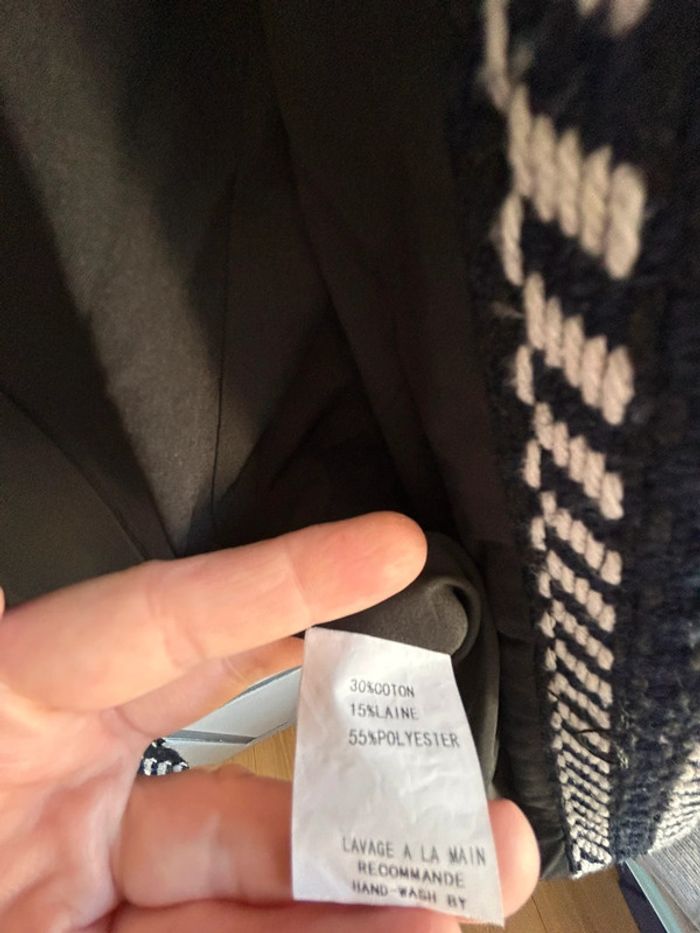 30%COTON
15%LAINE
55%POLYESTER
LAVAGE A LA MAIN
RECOMMANDE
HAND-WASH BY